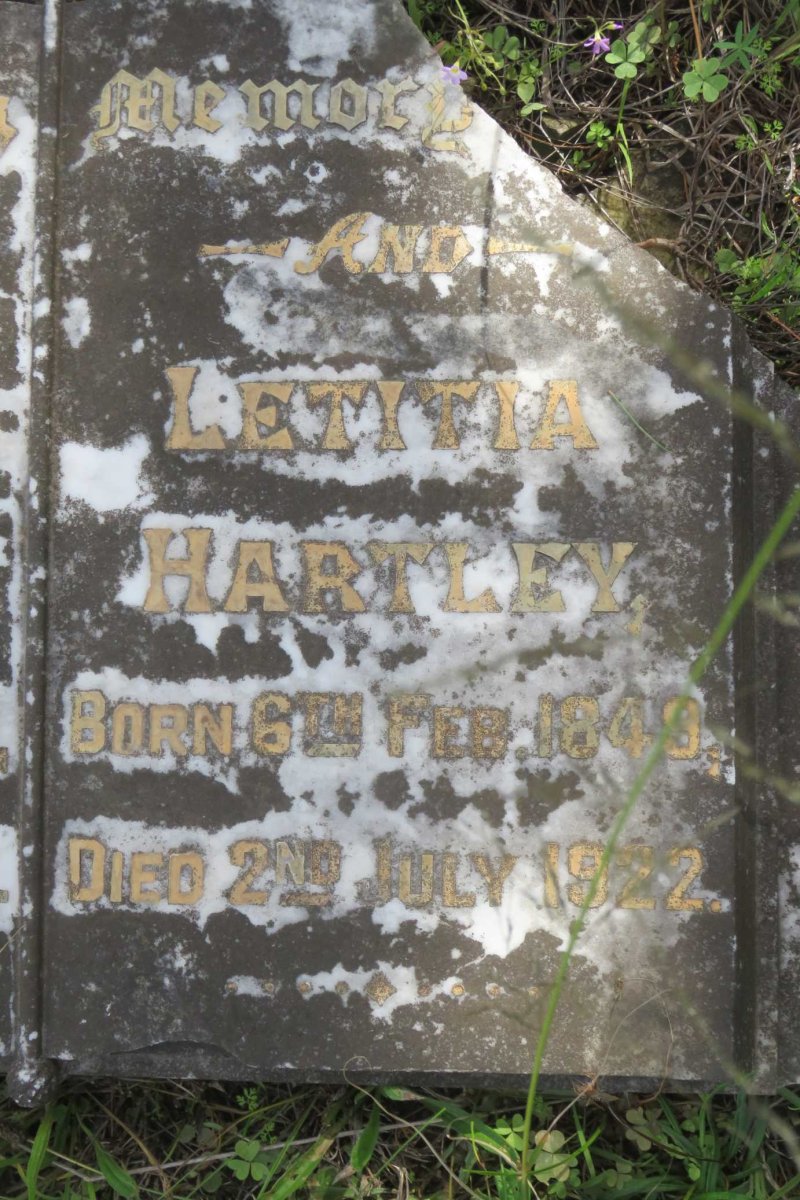 Memory
AND
LETITIA
HARTLEY,
BORN 6TH FEB. 1849,
DIED 2ND JULY 1922.